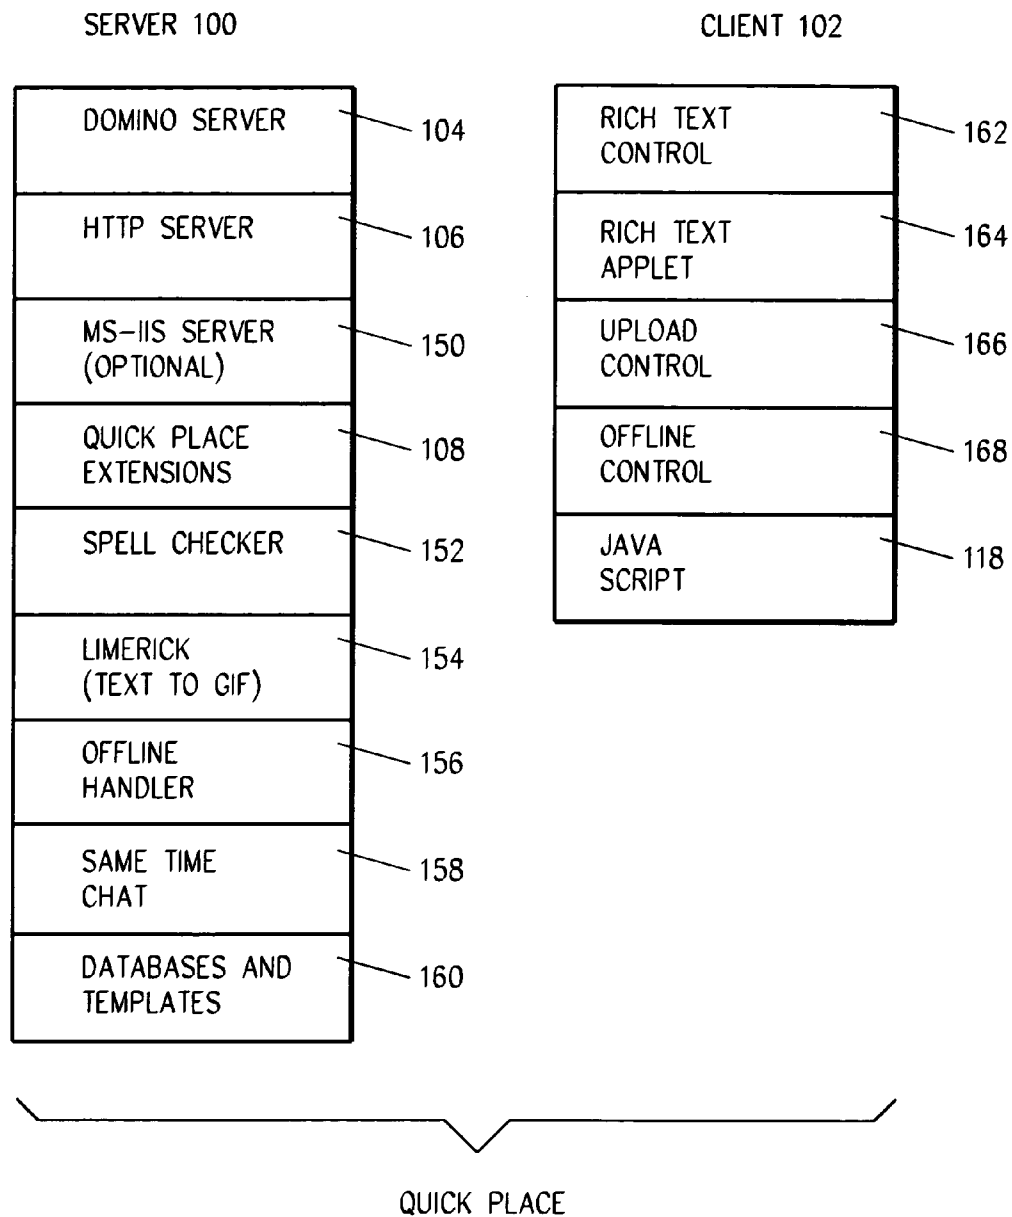 SERVER 100
DOMINO SERVER
104
HTTP SERVER
106
MS-IIS SERVER
(OPTIONAL)
150
QUICK PLACE
EXTENSIONS
108
SPELL CHECKER
152
LIMERICK
(TEXT TO GIF)
154
OFFLINE
HANDLER
156
SAME TIME
CHAT
158
DATABASES AND
TEMPLATES
160
CLIENT 102
RICH TEXT
CONTROL
162
RICH TEXT
APPLET
164
UPLOAD
CONTROL
166
OFFLINE
CONTROL
168
JAVA
SCRIPT
118
QUICK PLACE